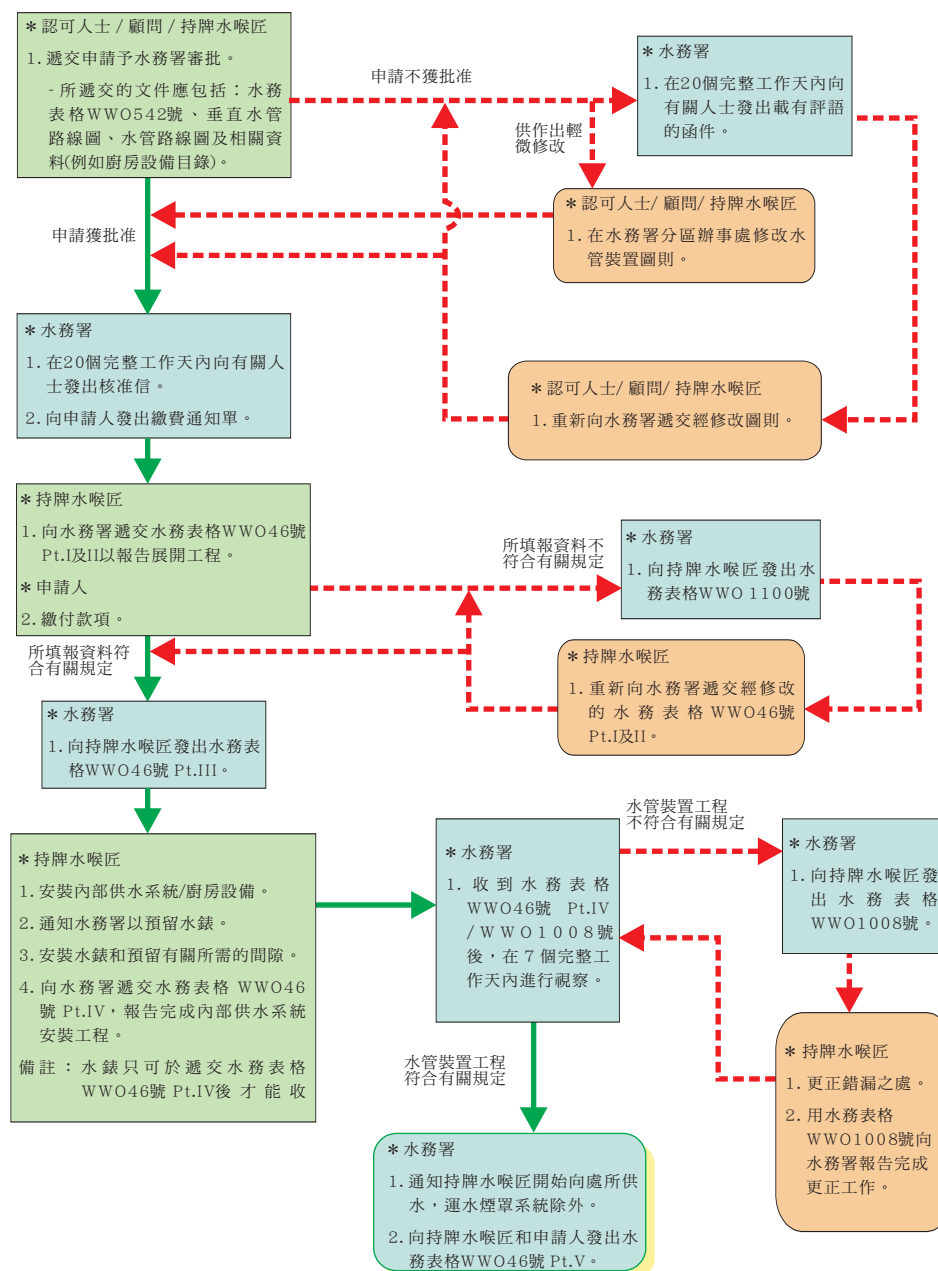 ＊認可人士 / 顧問 / 持牌水喉匠
1. 遞交申請予水務署審批。
- 所遞交的文件應包括：水務
表格WWO542號、垂直水管
路線圖、水管路線圖及相關資
料(例如廚房設備目錄)。
申請不獲批准
＊水務署
1. 在20個完整工作天內向
有關人士發出載有評語
的函件。
供作出輕
微修改
＊認可人士/ 顧問/ 持牌水喉匠
1. 在水務署分區辦事處修改水
管裝置圖則。
申請獲批准
＊水務署
1. 在20個完整工作天內向有關人
士發出核准信。
2. 向申請人發出繳費通知單。
＊認可人士/ 顧問/ 持牌水喉匠
1. 重新向水務署遞交經修改圖則。
＊持牌水喉匠
1. 向水務署遞交水務表格WWO46號
Pt.I及II以報告展開工程。
＊申請人
2. 繳付款項。
所填報資料不
符合有關規定
＊水務署
1. 向持牌水喉匠發出水
務表格WWO 1100號
所填報資料符
合有關規定
＊持牌水喉匠
1. 重新向水務署遞交經修改
的水務表格WWO46號
Pt.I及II。
＊水務署
1. 向持牌水喉匠發出水務表
格WWO46號 Pt.III。
＊持牌水喉匠
1. 安裝內部供水系統/廚房設備。
2. 通知水務署以預留水錶。
3. 安裝水錶和預留有關所需的間隙。
4. 向水務署遞交水務表格 WWO46
號 Pt.IV，報告完成內部供水系統
安裝工程。
備註：水錶只可於遞交水務表格
WWO46號 Pt.IV後才能收
＊水務署
1. 收到水務表格
WWO46號 Pt.IV
/WWO1008號
後，在7個完整工
作天內進行視察。
水管裝置工程
不符合有關規定
＊水務署
1. 向持牌水喉匠發
出水務表格
WWO1008號。
＊持牌水喉匠
1. 更正錯漏之處。
2. 用水務表格
WWO1008號向
水務署報告完成
更正工作。
水管裝置工程
符合有關規定
＊水務署
1. 通知持牌水喉匠開始向處所供
水，運水煙罩系統除外。
2. 向持牌水喉匠和申請人發出水
務表格WWO46號 Pt.V。